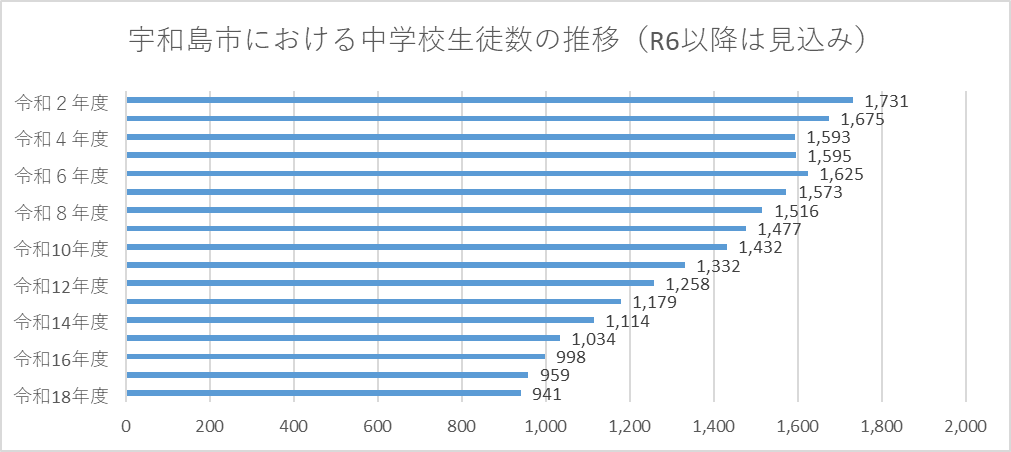 宇和島市における中学校生徒数の推移（R6以降は見込み）
令和２年度 1,731
1,675
令和４年度 1,593
1,595
令和６年度 1,625
1,573
令和８年度 1,516
1,477
令和10年度 1,432
1,332
令和12年度 1,258
1,179
令和14年度 1,114
1,034
令和16年度 998
959
令和18年度 941
0 200 400 600 800 1,000 1,200 1,400 1,600 1,800 2,000